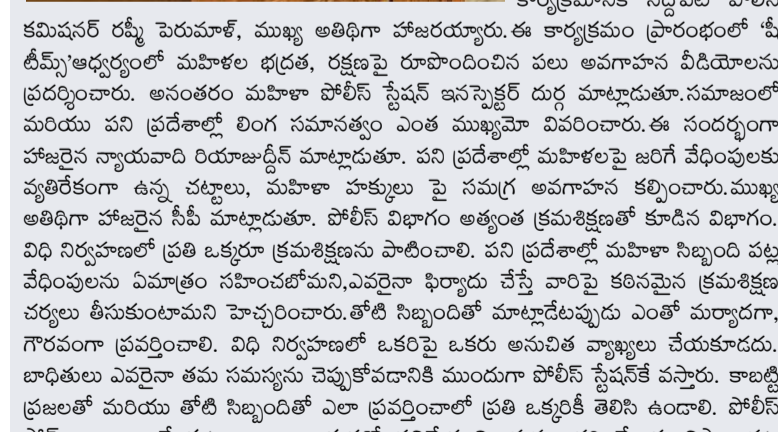 కార్యక్రమానికి సిద్దిపేట పోలీస్
కమిషనర్ రష్మీ పెరుమాళ్, ముఖ్య అతిథిగా హాజరయ్యారు.ఈ కార్యక్రమం ప్రారంభంలో ‘షీ
టీమ్స్’ఆధ్వర్యంలో మహిళల భద్రత, రక్షణపై రూపొందించిన పలు అవగాహన వీడియోలను
ప్రదర్శించారు. అనంతరం మహిళా పోలీస్ స్టేషన్ ఇనస్పెక్టర్ దుర్గ మాట్లాడుతూ.సమాజంలో
మరియు పని ప్రదేశాల్లో లింగ సమానత్వం ఎంత ముఖ్యమో వివరించారు.ఈ సందర్భంగా
హాజరైన న్యాయవాది రియాజుద్దీన్ మాట్లాడుతూ. పని ప్రదేశాల్లో మహిళలపై జరిగే వేధింపులకు
వ్యతిరేకంగా ఉన్న చట్టాలు, మహిళా హక్కులు పై సమగ్ర అవగాహన కల్పించారు.ముఖ్య
అతిథిగా హాజరైన సీపీ మాట్లాడుతూ. పోలీస్ విభాగం అత్యంత క్రమశిక్షణతో కూడిన విభాగం.
విధి నిర్వహణలో ప్రతి ఒక్కరూ క్రమశిక్షణను పాటించాలి. పని ప్రదేశాల్లో మహిళా సిబ్బంది పట్ల
వేధింపులను ఏమాత్రం సహించబోమని,ఎవరైనా ఫిర్యాదు చేస్తే వారిపై కఠినమైన క్రమశిక్షణ
చర్యలు తీసుకుంటామని హెచ్చరించారు.తోటి సిబ్బందితో మాట్లాడేటప్పుడు ఎంతో మర్యాదగా,
గౌరవంగా ప్రవర్తించాలి. విధి నిర్వహణలో ఒకరిపై ఒకరు అనుచిత వ్యాఖ్యలు చేయకూడదు.
బాధితులు ఎవరైనా తమ సమస్యను చెప్పుకోవడానికి ముందుగా పోలీస్ స్టేషన్‌కే వస్తారు. కాబట్టి
ప్రజలతో మరియు తోటి సిబ్బందితో ఎలా ప్రవర్తించాలో ప్రతి ఒక్కరికీ తెలిసి ఉండాలి. పోలీస్